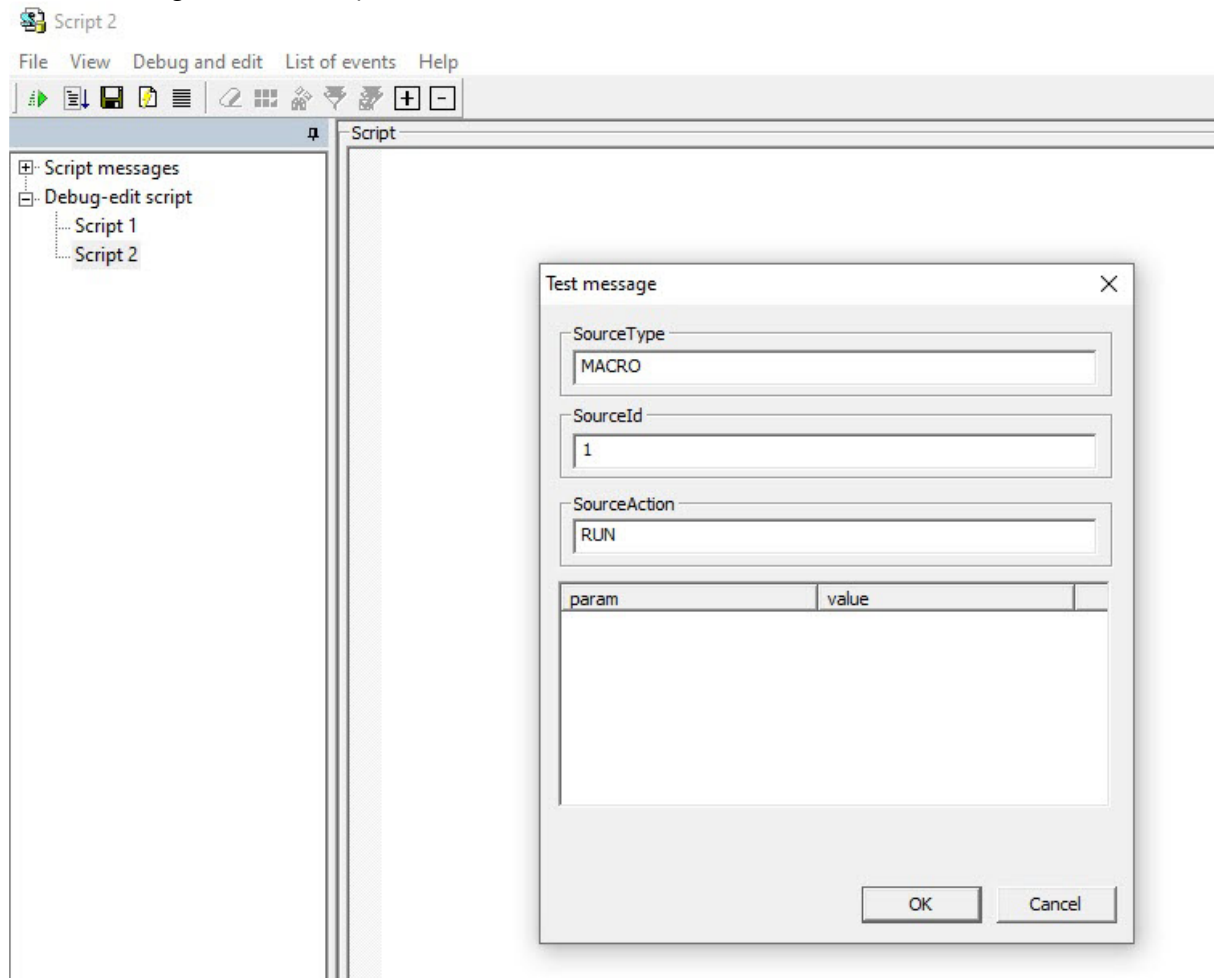 Script 2
File View Debug and edit List of events Help
Script
Script messages
Debug-edit script
Script 1
Script 2
Test message
SourceType
MACRO
SourceId
1
SourceAction
RUN
param value
OK Cancel